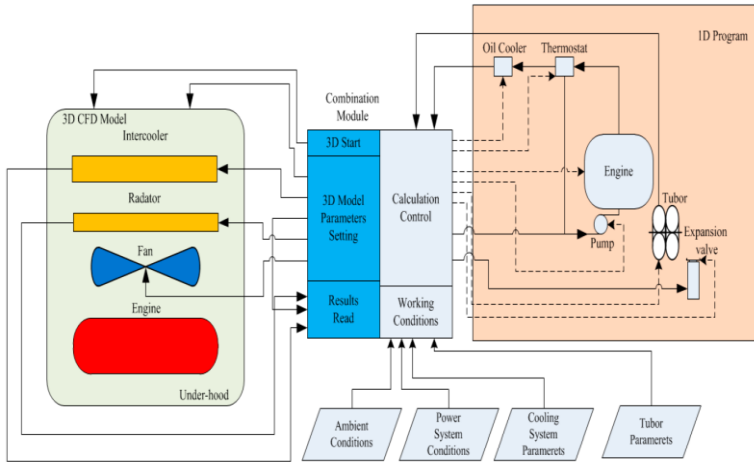 1D Program
Oil Cooler
Thermostat
Combination
Module
3D CFD Model
Intercooler
3D Start
Radator
3D Model
Parameters
Setting
Calculation
Control
Engine
Tubor
Fan
Pump
Expansion
valve
Engine
Results
Read
Working
Conditions
Under-hood
Ambient
Conditions
Power
System
Conditions
Cooling
System
Paramerets
Tubor
Paramerets